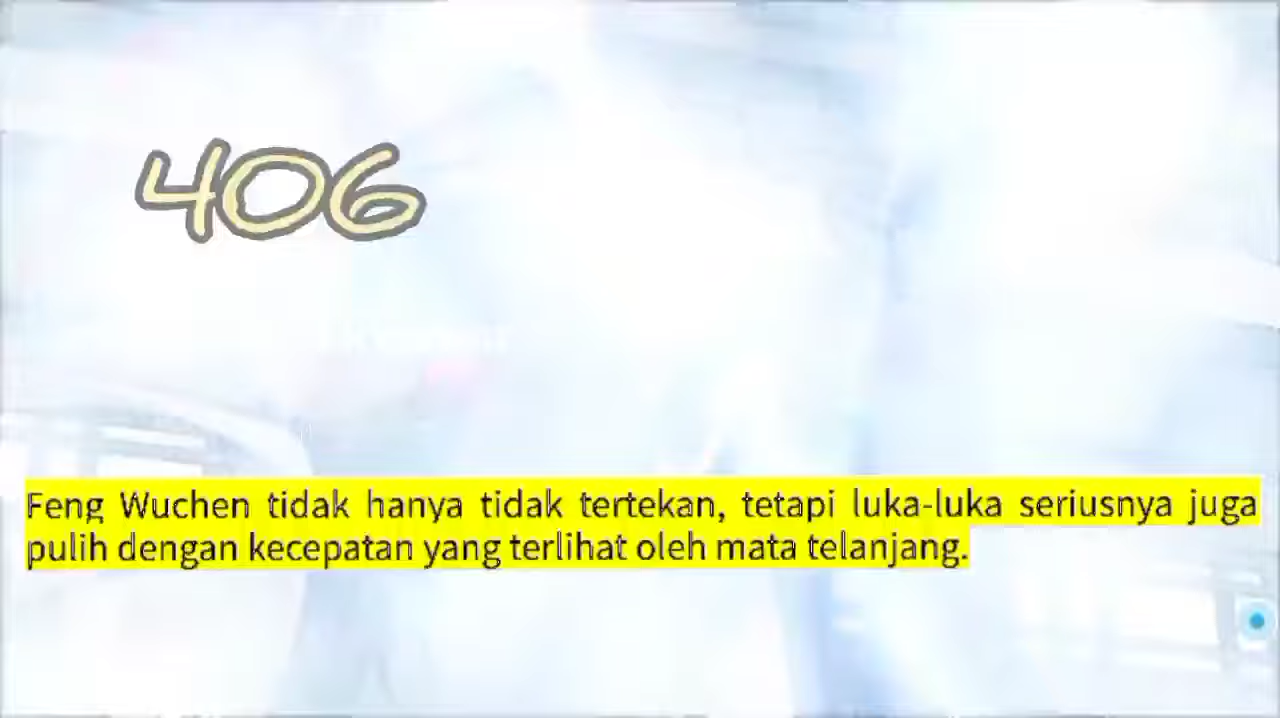 406
Feng Wuchen tidak hanya tidak tertekan, tetapi luka-luka seriusnya juga
pulih dengan kecepatan yang terlihat oleh mata telanjang.